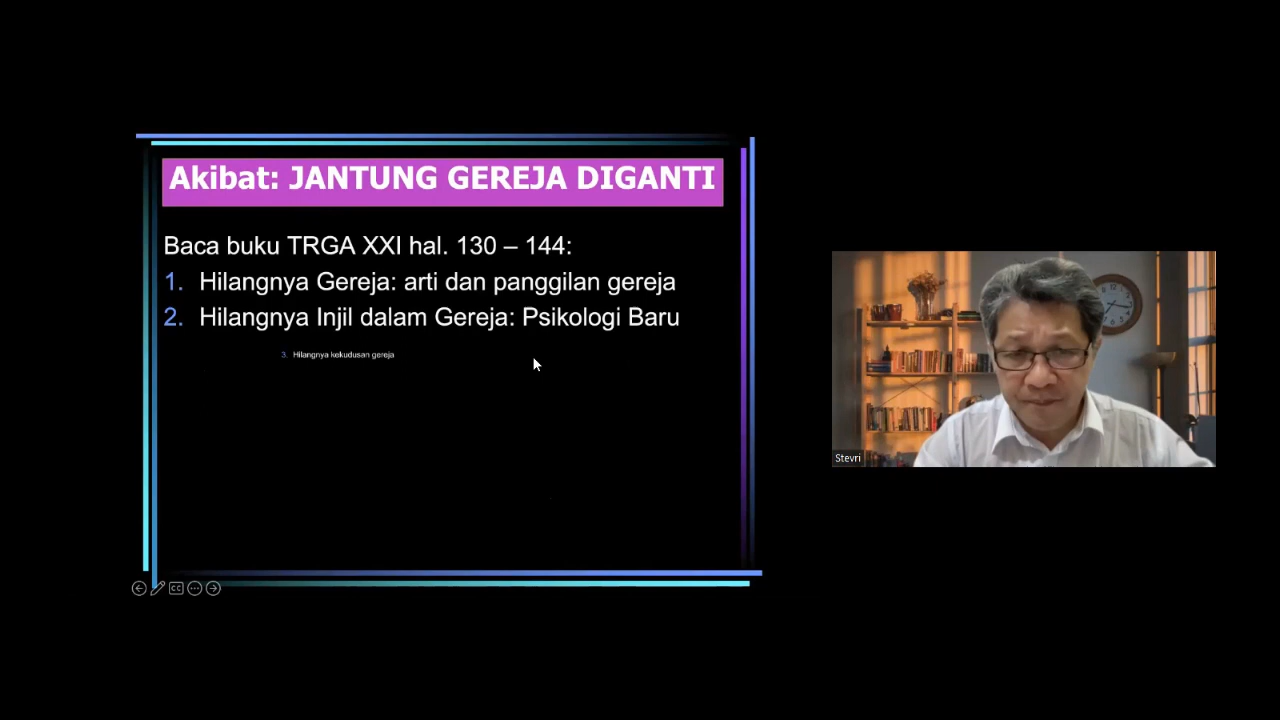 Akibat: JANTUNG GEREJA DIGANTI
Baca buku TRGA XXI hal. 130 – 144:
1. Hilangnya Gereja: arti dan panggilan gereja
2. Hilangnya Injil dalam Gereja: Psikologi Baru
3. Hilangnya kekudusan gereja
Stevri
CC